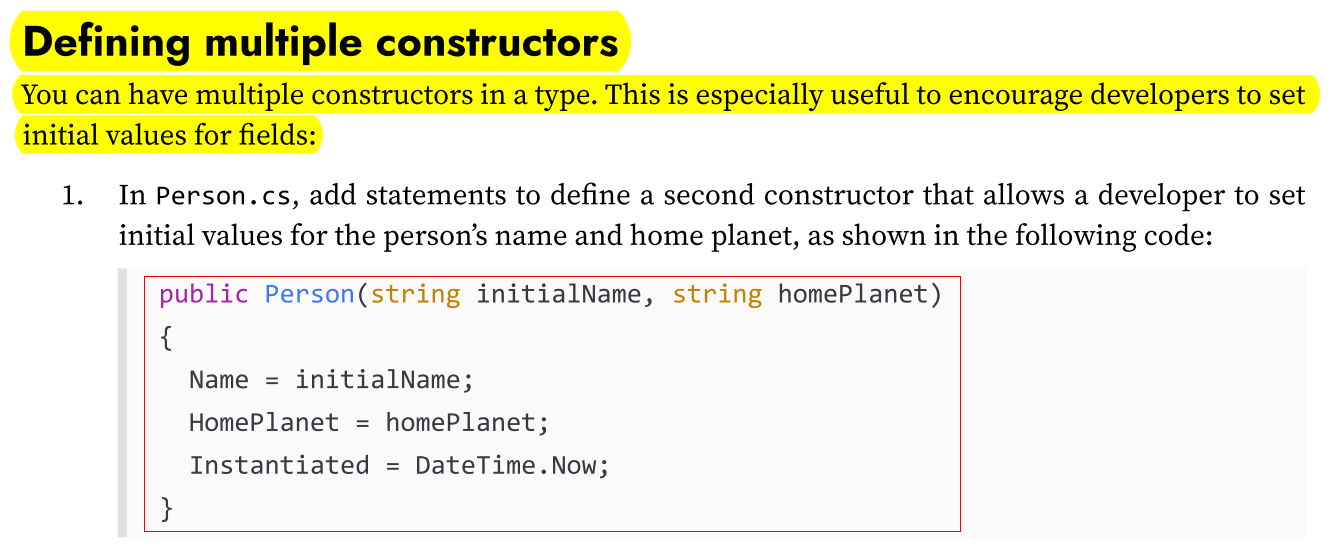 Defining multiple constructors
You can have multiple constructors in a type. This is especially useful to encourage developers to set
initial values for fields:
1. In Person.cs, add statements to define a second constructor that allows a developer to set
initial values for the person’s name and home planet, as shown in the following code:
public Person(string initialName, string homePlanet)
{
  Name = initialName;
  HomePlanet = homePlanet;
  Instantiated = DateTime.Now;
}